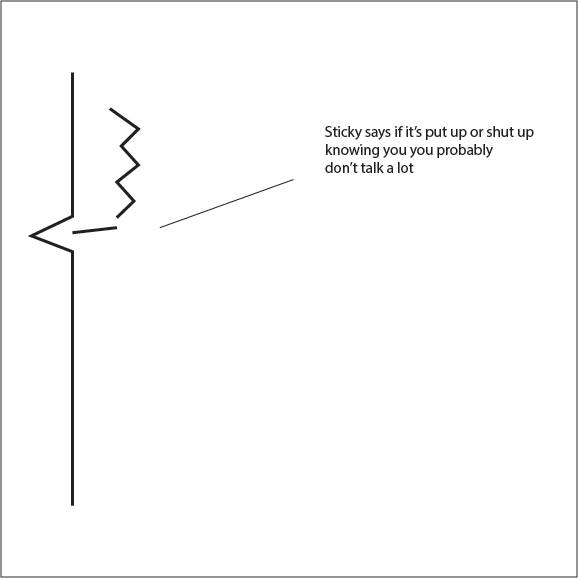 Sticky says if it’s put up or shut up
knowing you you probably
don’t talk a lot